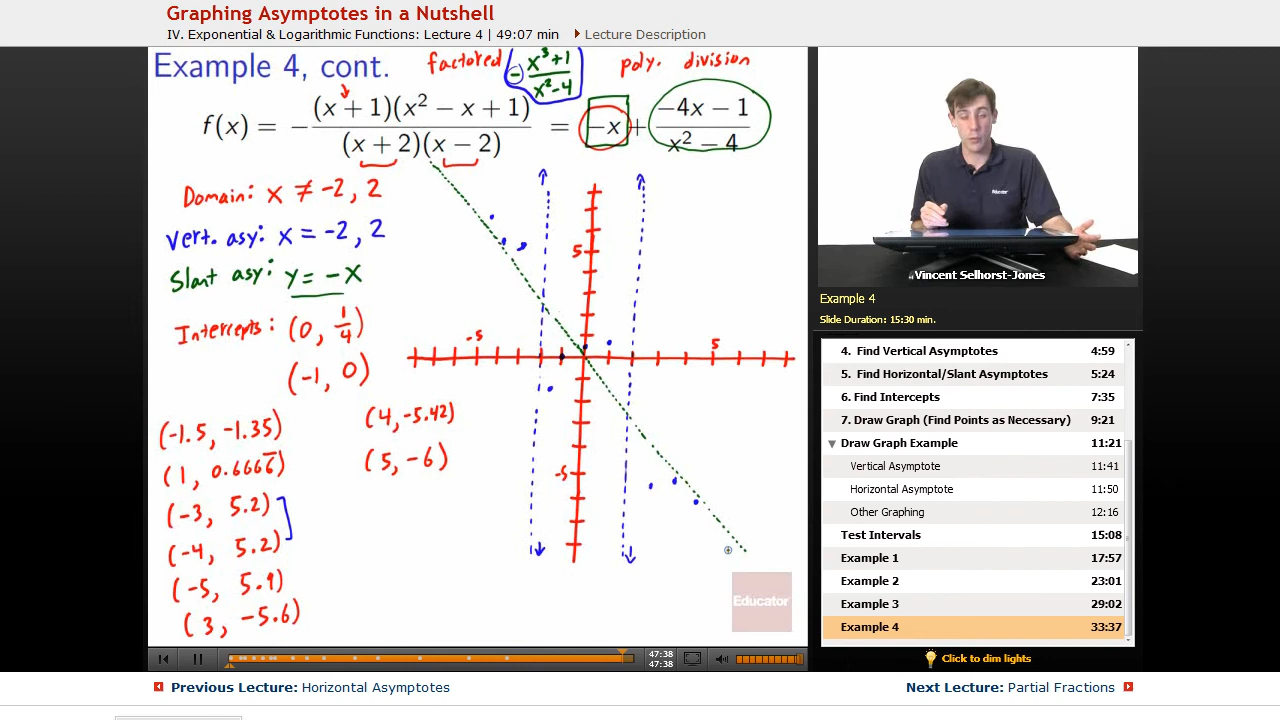 Graphing Asymptotes in a Nutshell
IV. Exponential & Logarithmic Functions: Lecture 4 | 49:07 min
Lecture Description
Example 4, cont.
factored
− x³+1 / x²−4
poly. division
f(x) = − (x + 1)(x² − x + 1) / (x + 2)(x − 2) = −x + −4x − 1 / x² − 4
Domain: x ≠ -2, 2
Vert. asy: x = -2, 2
Slant asy: y = -x
Intercepts: (0, 1/4)
(-1, 0)
(-1.5, -1.35)
(1, 0.6666̅)
(-3, 5.2)
(-4, 5.2)
(-5, 5.9)
(3, -5.6)
(4, -5.42)
(5, -6)
5
-5
5
-5
Educator
47:38
47:38
Educator
Vincent Selhorst-Jones
Example 4
Slide Duration: 15:30 min.
4. Find Vertical Asymptotes 4:59
5. Find Horizontal/Slant Asymptotes 5:24
6. Find Intercepts 7:35
7. Draw Graph (Find Points as Necessary) 9:21
Draw Graph Example 11:21
Vertical Asymptote 11:41
Horizontal Asymptote 11:50
Other Graphing 12:16
Test Intervals 15:08
Example 1 17:57
Example 2 23:01
Example 3 29:02
Example 4 33:37
Click to dim lights
Previous Lecture: Horizontal Asymptotes
Next Lecture: Partial Fractions